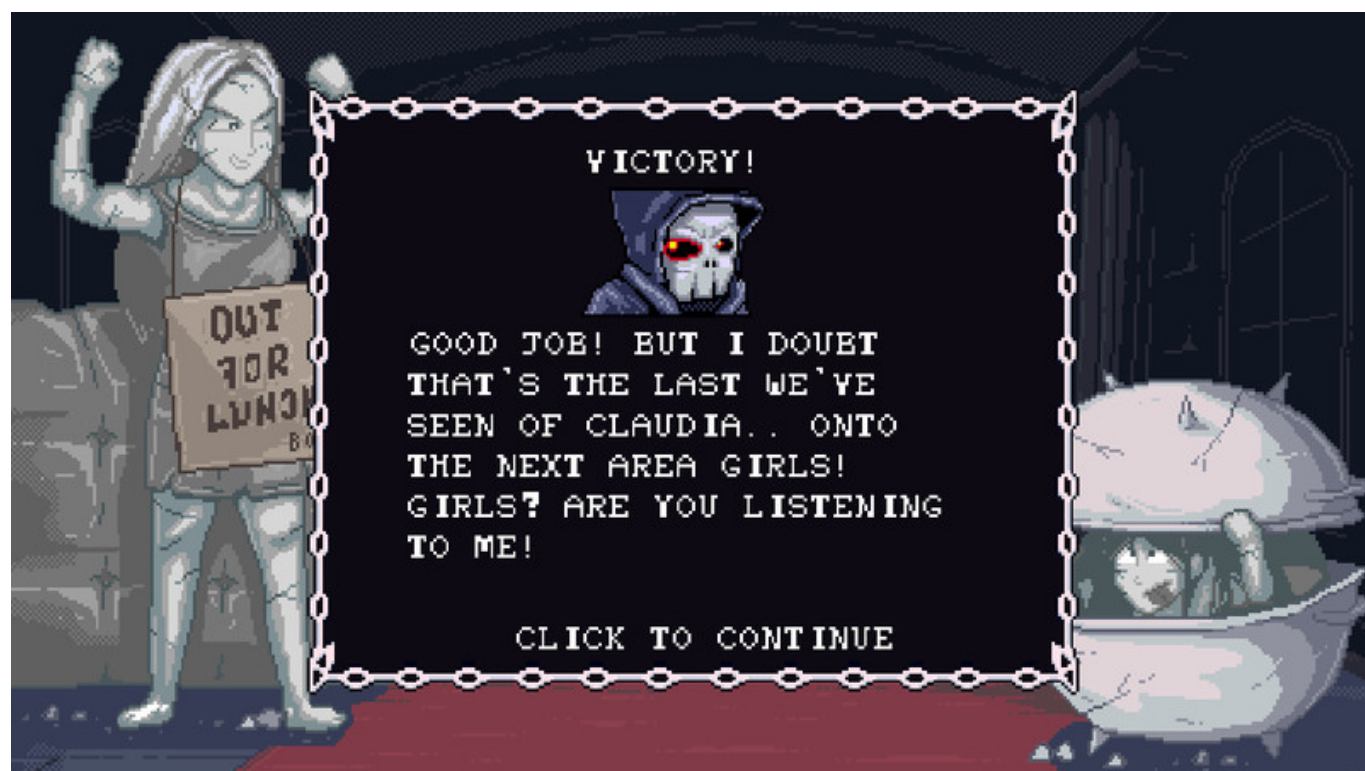 VICTORY!
OUT
FOR
GOOD JOB! BUT I DOUBT
THAT'S THE LAST WE'VE
SEEN OF CLAUDIA.. ONTO
THE NEXT AREA GIRLS!
GIRLS? ARE YOU LISTENING
TO ME!
CLICK TO CONTINUE